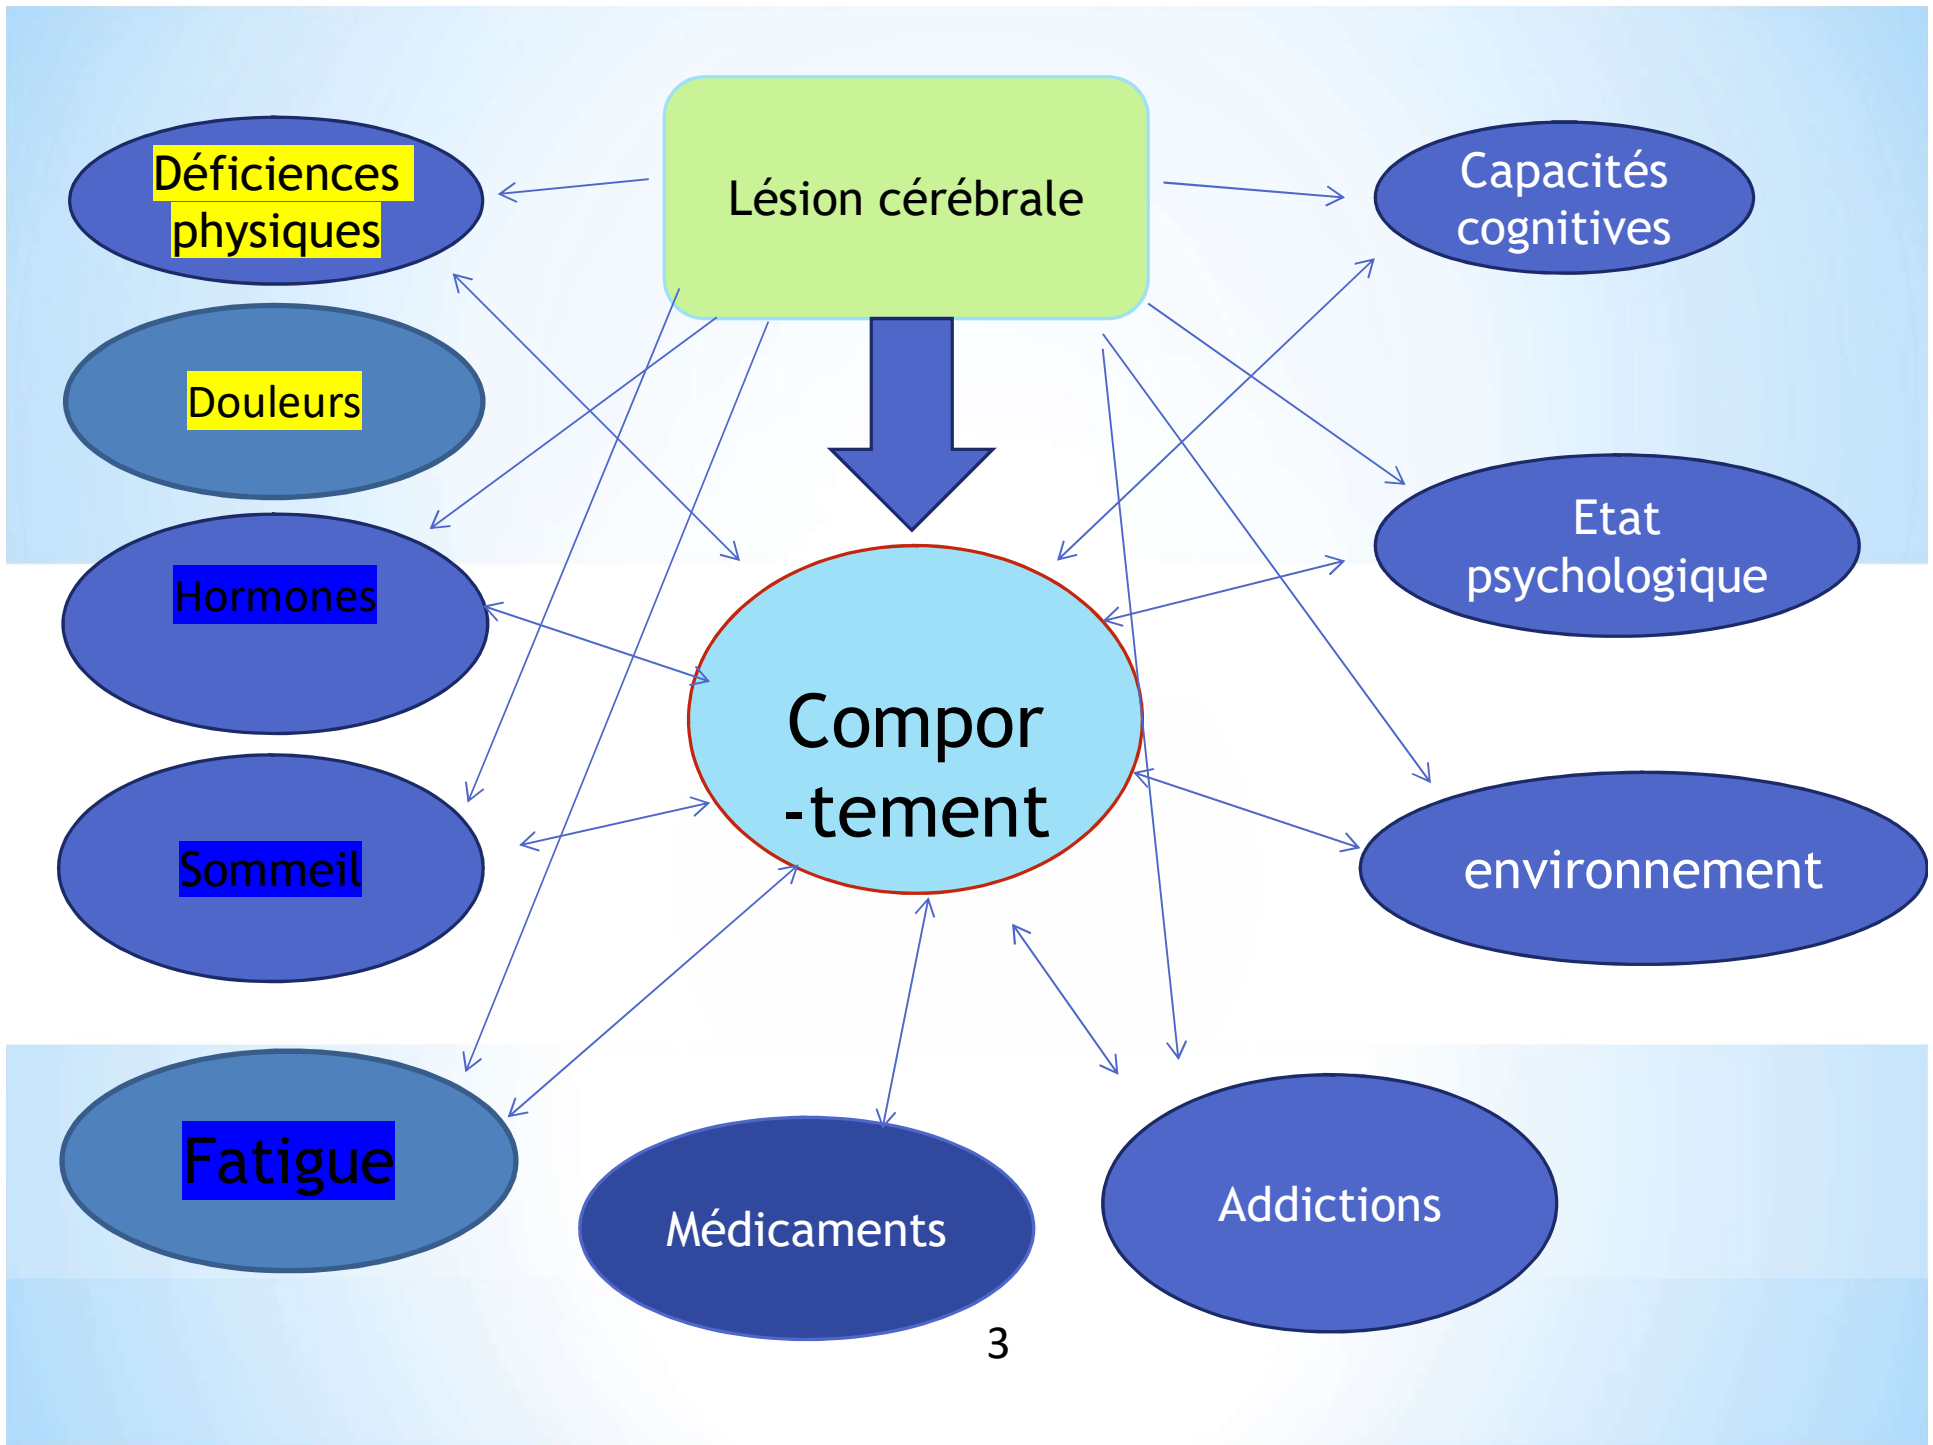 Lésion cérébrale
Déficiences
physiques
Capacités
cognitives
Douleurs
Etat
psychologique
Hormones
Compor
-tement
Sommeil
environnement
Fatigue
Médicaments
Addictions
3